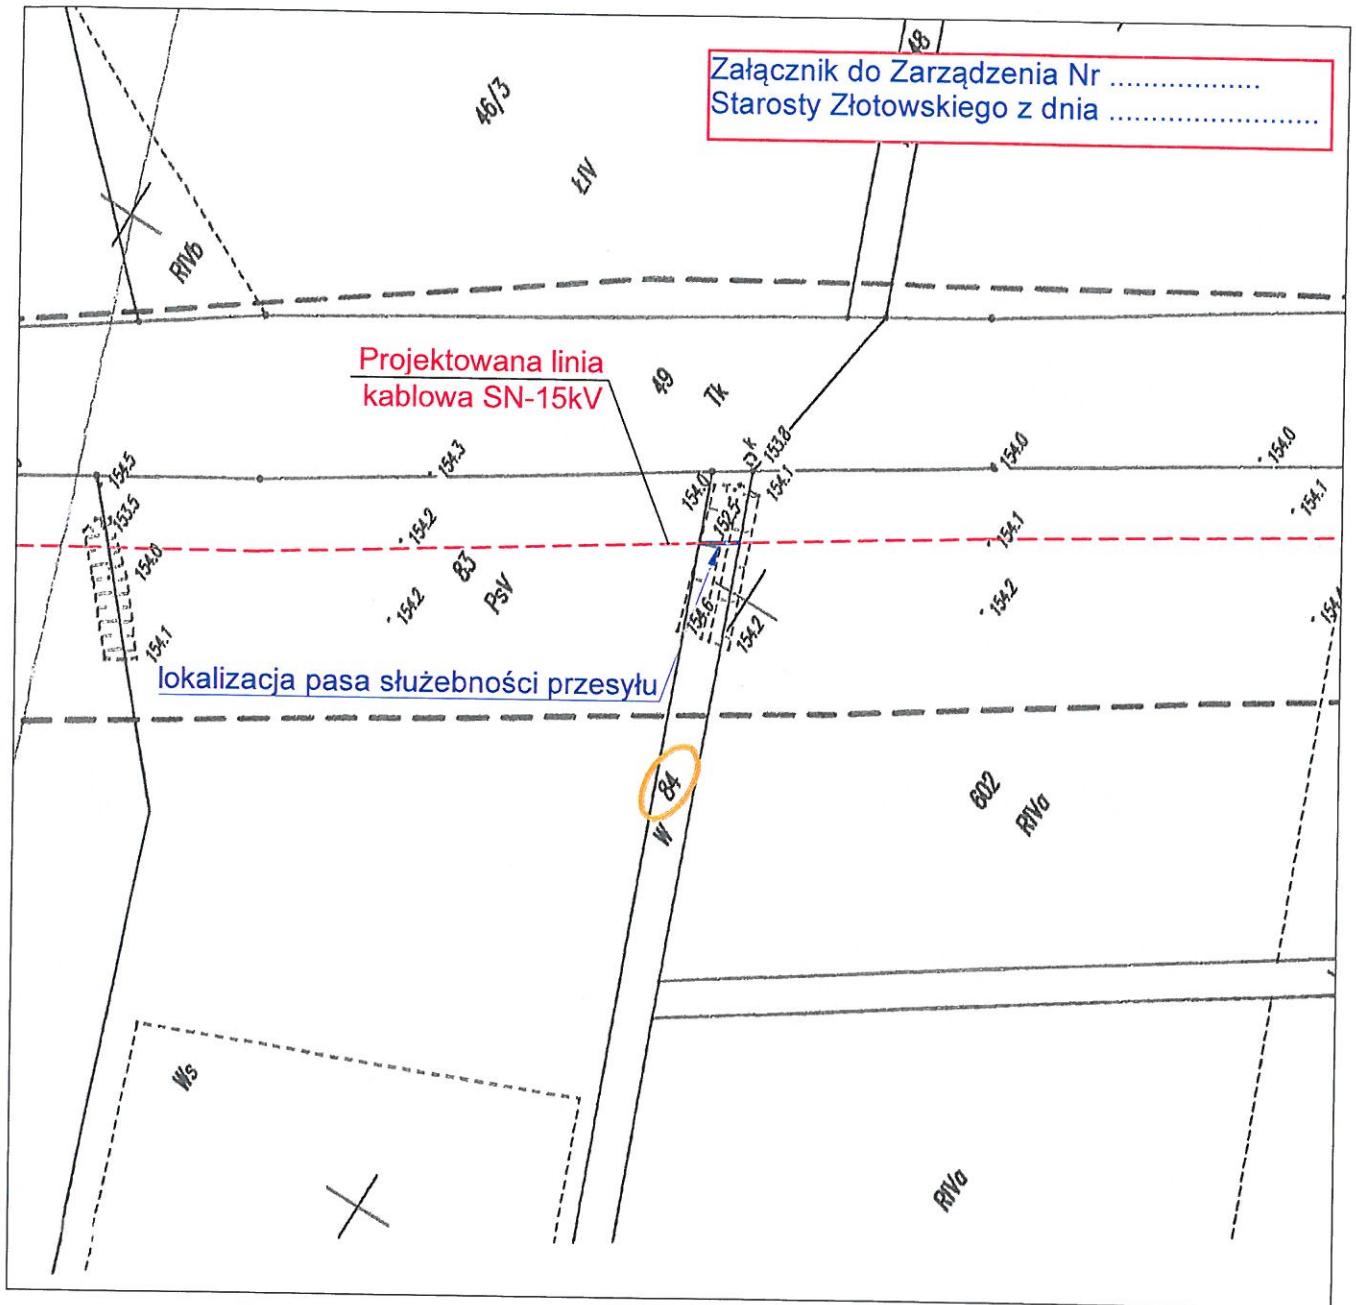 48
Załącznik do Zarządzenia Nr ..................
Starosty Złotowskiego z dnia .........................
46/3
ŁIV
RIVb
Projektowana linia
kablowa SN-15kV
49
Tk
k
153.8
154.5
154.3
154.0
154.0
154.0
154.1
153.5
154.2
152.5
154.1
154.1
154.0
83
PsV
154.2
154.6
154.2
154.2
154.1
lokalizacja pasa służebności przesyłu
84
W
602
RIVa
Ws
RIVa